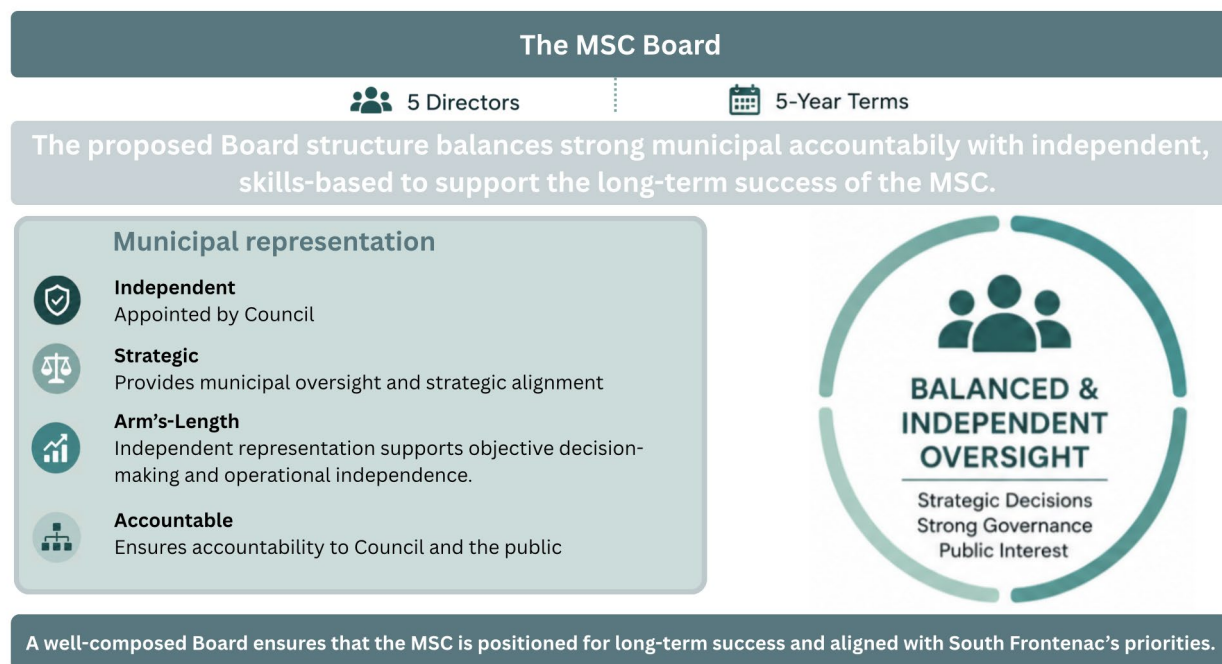 The MSC Board
5 Directors
5-Year Terms
The proposed Board structure balances strong municipal accountabily with independent,
skills-based to support the long-term success of the MSC.
Municipal representation
Independent
Appointed by Council
Strategic
Provides municipal oversight and strategic alignment
Arm’s-Length
Independent representation supports objective decision-
making and operational independence.
Accountable
Ensures accountability to Council and the public
BALANCED &
INDEPENDENT
OVERSIGHT
Strategic Decisions
Strong Governance
Public Interest
A well-composed Board ensures that the MSC is positioned for long-term success and aligned with South Frontenac’s priorities.